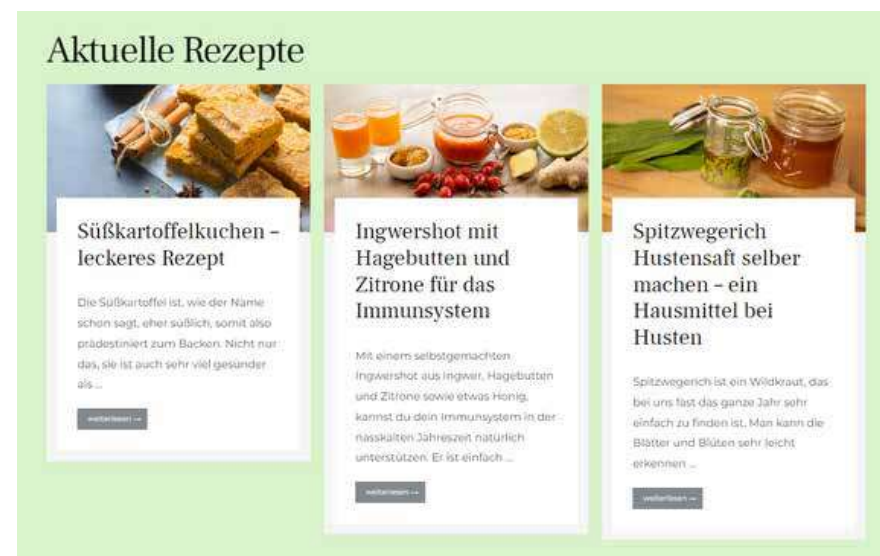 Aktuelle Rezepte
Süßkartoffelkuchen –
leckeres Rezept
Die Süßkartoffel ist, wie der Name
schon sagt, eher süßlich, somit also
prädestiniert zum Backen. Nicht nur
das, sie ist auch sehr viel gesünder
als ...
weiterlesen →
Ingwershot mit
Hagebutten und
Zitrone für das
Immunsystem
Mit einem selbstgemachten
Ingwershot aus Ingwer, Hagebutten
und Zitrone sowie etwas Honig,
kannst du dein Immunsystem in der
nasskalten Jahreszeit natürlich
unterstützen. Er ist einfach ...
weiterlesen →
Spitzwegerich
Hustensaft selber
machen – ein
Hausmittel bei
Husten
Spitzwegerich ist ein Wildkraut, das
bei uns fast das ganze Jahr sehr
einfach zu finden ist. Man kann die
Blätter und Blüten sehr leicht
erkennen ...
weiterlesen →